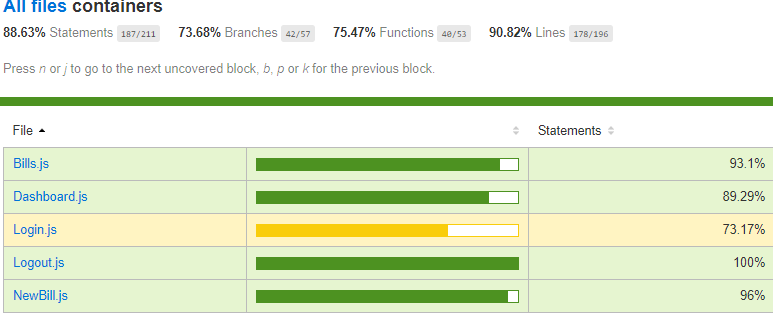 All files containers
88.63% Statements 187/211 73.68% Branches 42/57 75.47% Functions 40/53 90.82% Lines 178/196
Press n or j to go to the next uncovered block, b, p or k for the previous block.
File Statements
Bills.js 93.1%
Dashboard.js 89.29%
Login.js 73.17%
Logout.js 100%
NewBill.js 96%